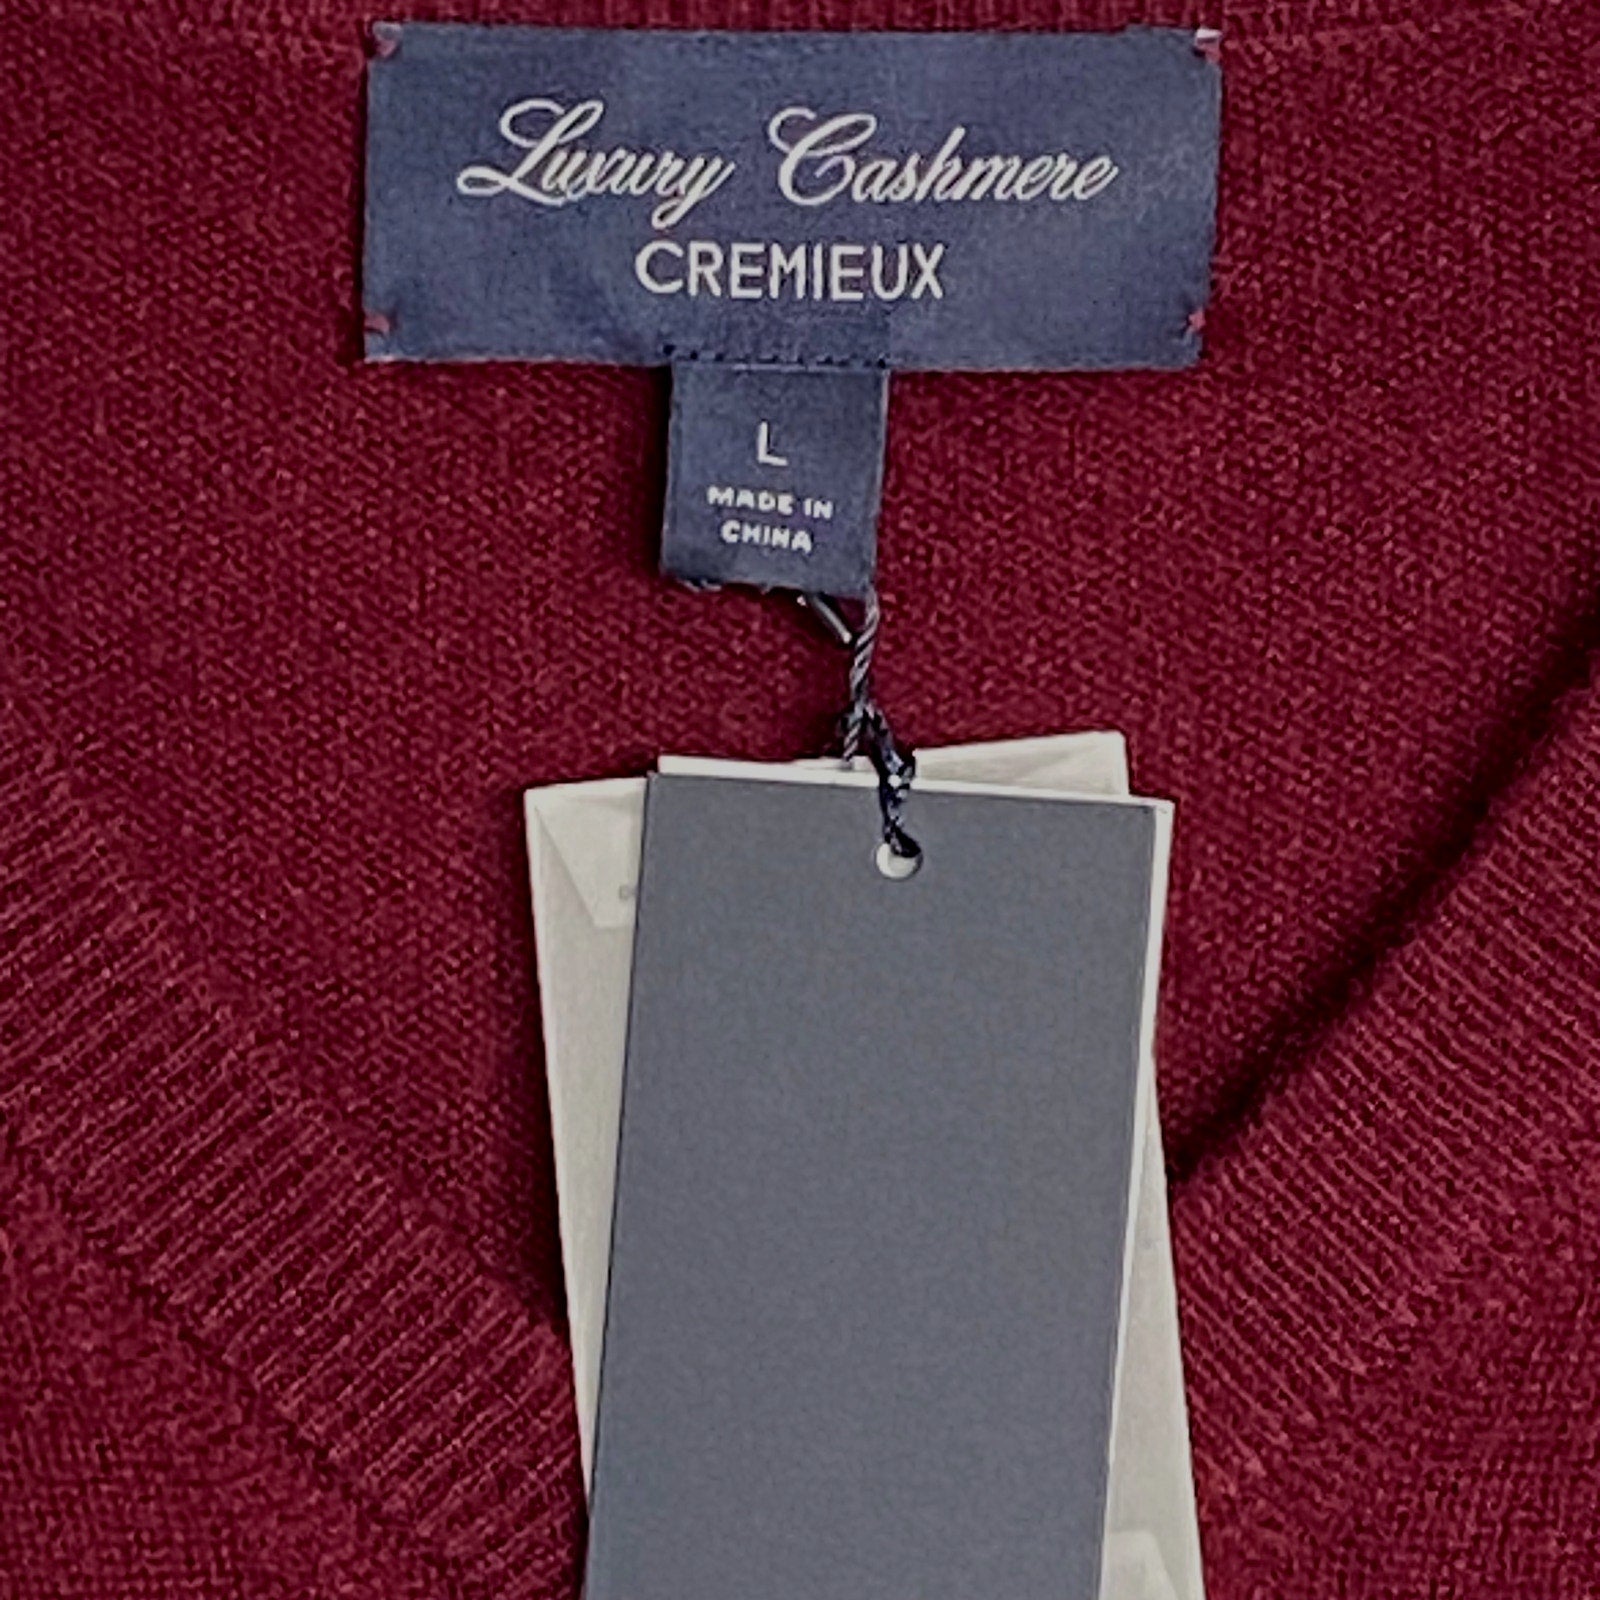 Luxury Cashmere
CREMIEUX
L
MADE IN
CHINA